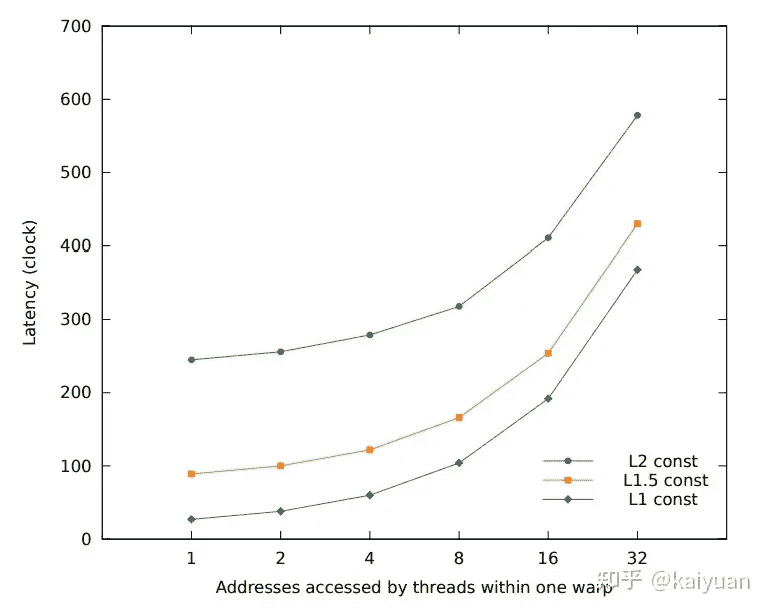 700
600
500
400
300
200
100
0
Latency (clock)
L2 const
L1.5 const
L1 const
1 2 4 8 16 32
Addresses accessed by threads within one warp
知乎 @kaiyuan